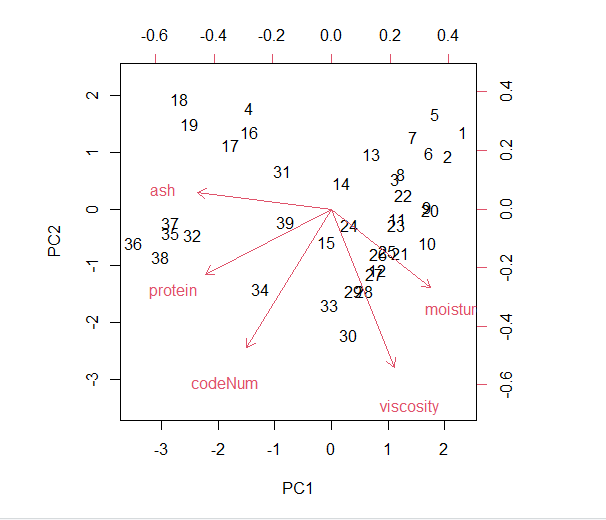 -0.6 -0.4 -0.2 0.0 0.2 0.4
2 18 4 5 0.4
19 16 7 1
1 17 13 6 2 0.2
31 14 3 8
ash 22
0 37 39 24 11 9 20 0.0
35 32 23
36 15 10
38 26 25 21 -0.2
-1 protein 34 27 12
29 28 moistur
33
-2 30 -0.4
-3 codeNum -0.6
viscosity
-3 -2 -1 0 1 2
PC1
PC2